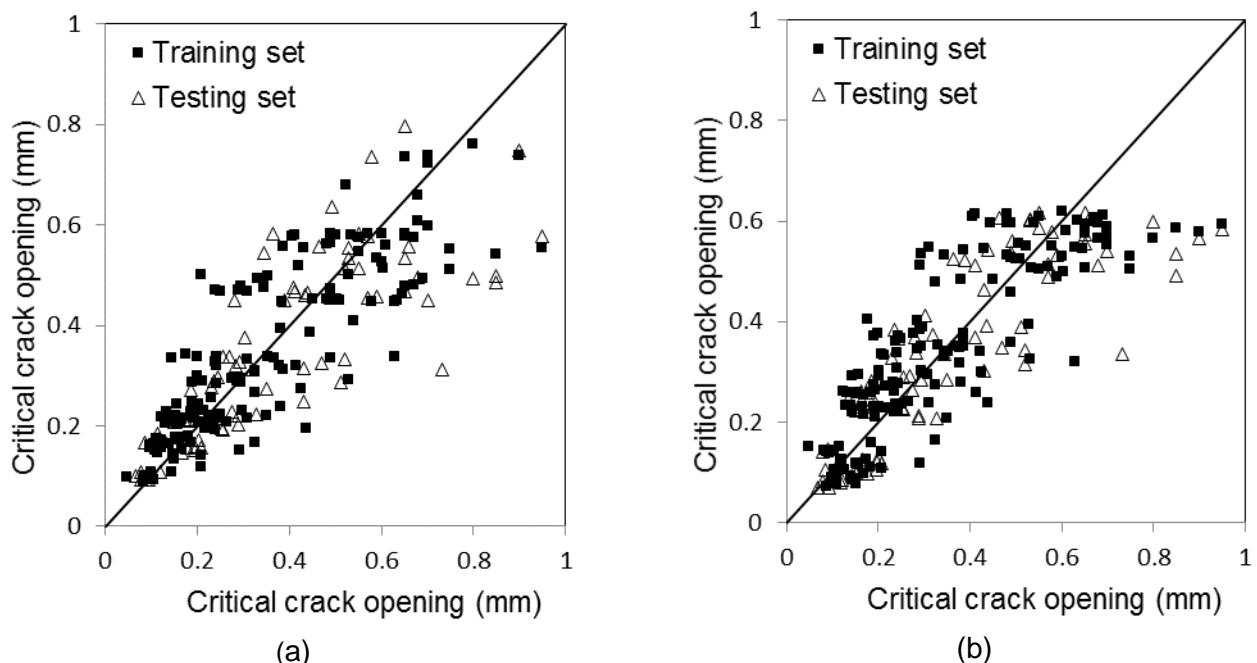 1
Training set
Testing set
0.8
0.6
0.4
0.2
0
Critical crack opening (mm)
0 0.2 0.4 0.6 0.8 1
Critical crack opening (mm)
(a)
1
Training set
Testing set
0.8
0.6
0.4
0.2
0
Critical crack opening (mm)
0 0.2 0.4 0.6 0.8 1
Critical crack opening (mm)
(b)